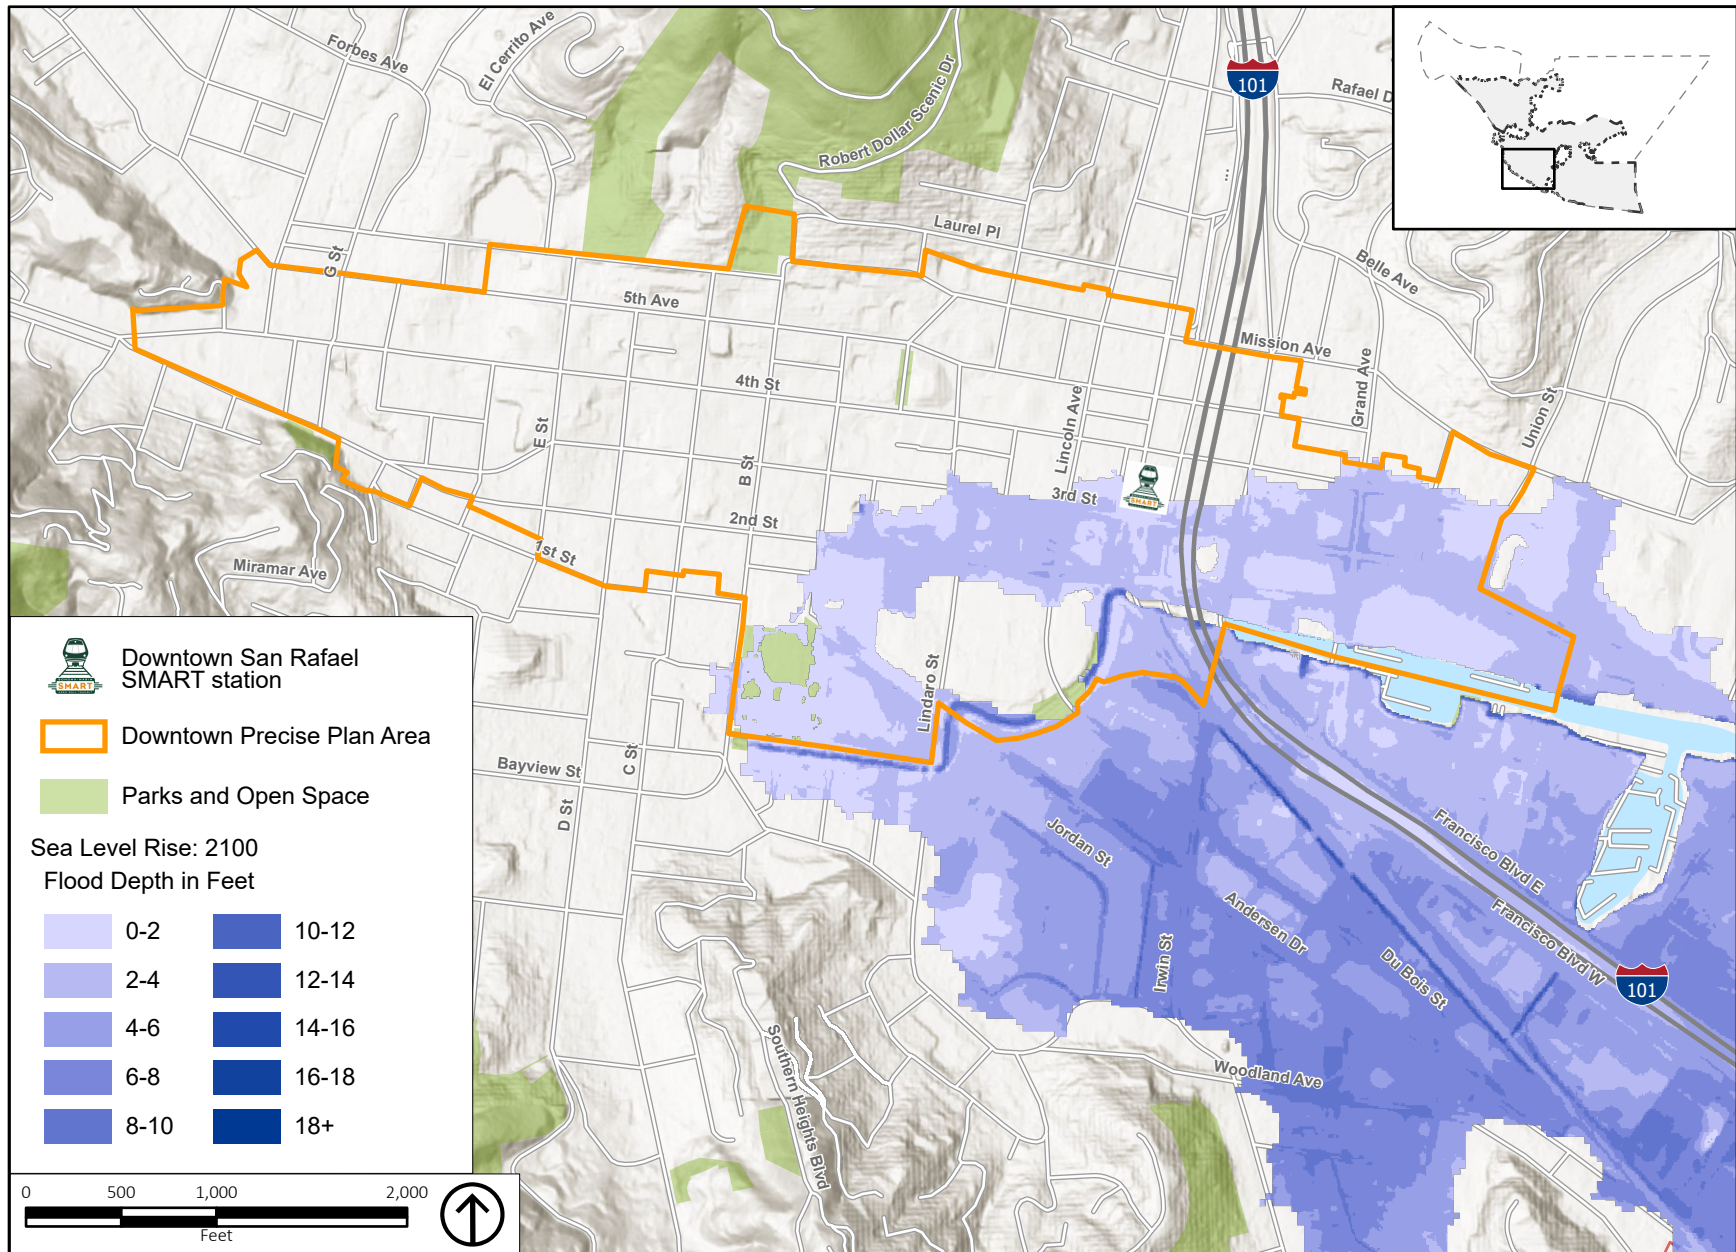 Forbes Ave
El Cerrito Ave
Robert Dollar Scenic Dr
101
Rafael D
...
Laurel Pl
Belle Ave
G St
5th Ave
Mission Ave
4th St
Grand Ave
Union St
Lincoln Ave
E St
B St
3rd St
SMART
2nd St
1st St
Miramar Ave
Lindaro St
Bayview St
C St
D St
Jordan St
Irwin St
Andersen Dr
Du Bois St
Francisco Blvd E
Francisco Blvd W
101
Woodland Ave
Southern Heights Blvd
SMART
Downtown San Rafael
SMART station
Downtown Precise Plan Area
Parks and Open Space
Sea Level Rise: 2100
Flood Depth in Feet
0-2 10-12
2-4 12-14
4-6 14-16
6-8 16-18
8-10 18+
0 500 1,000 2,000
Feet